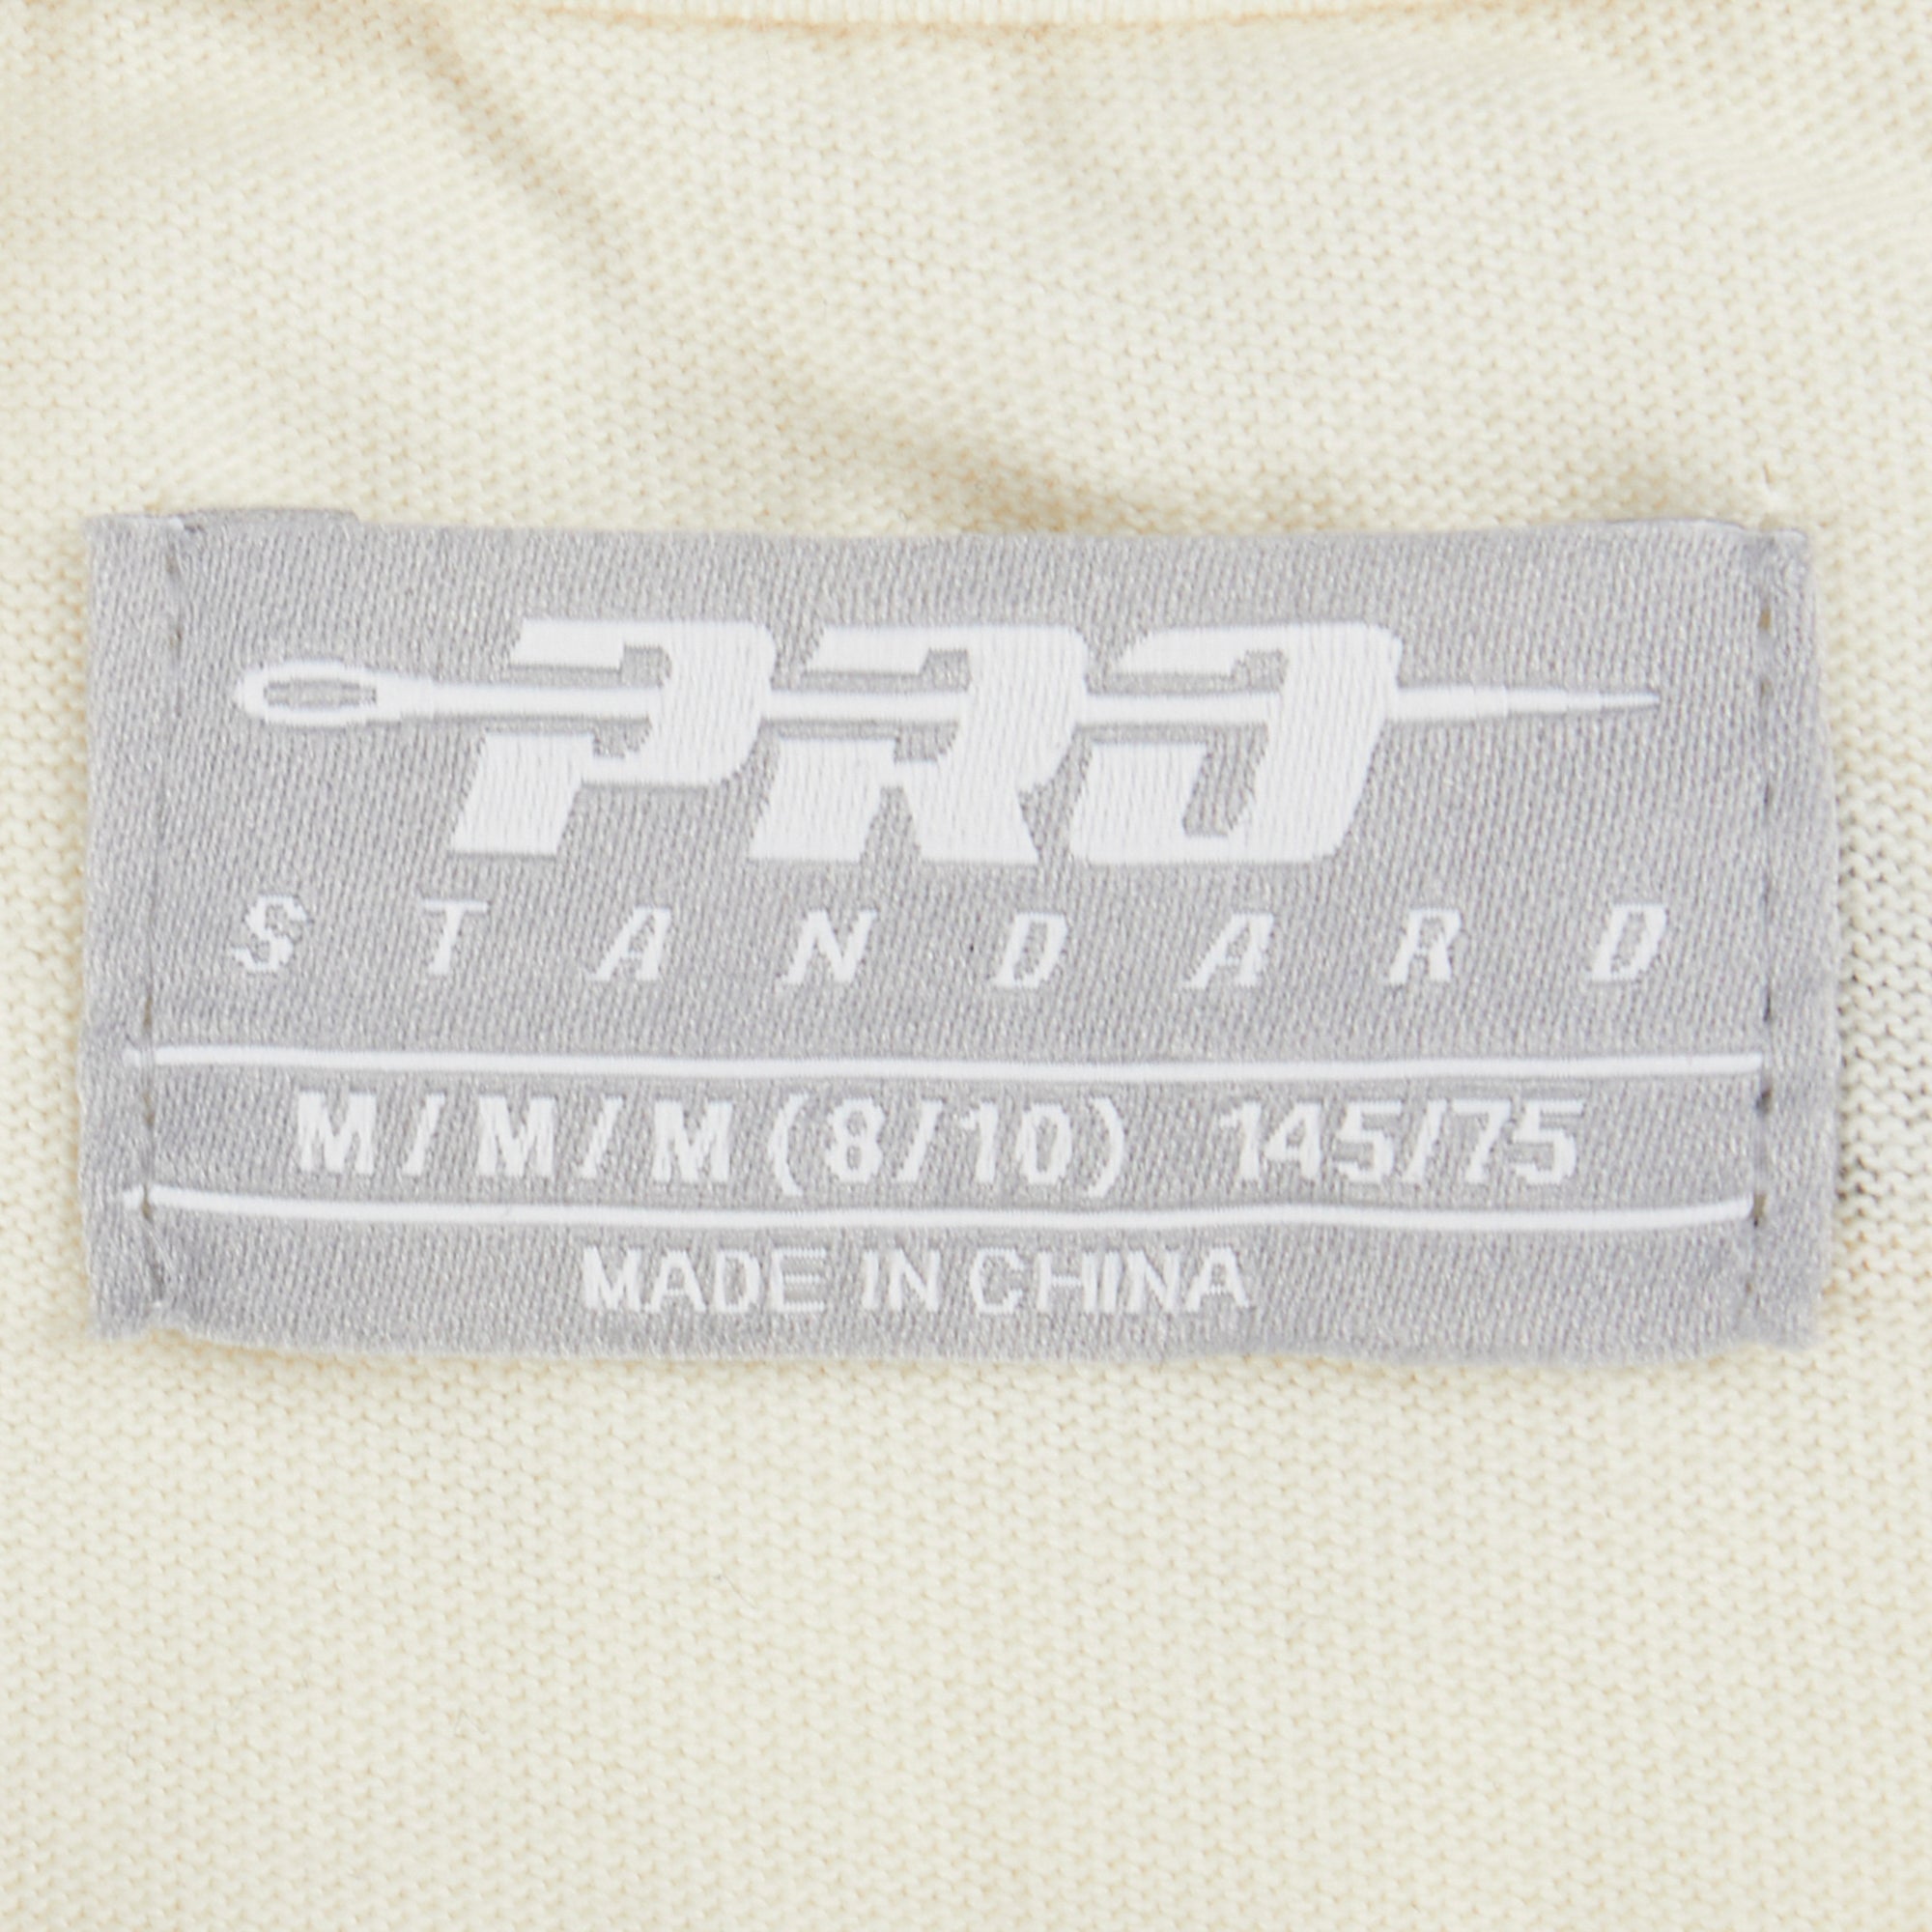 PRO
STANDARD
M/M/M(8/10) 145/75
MADE IN CHINA